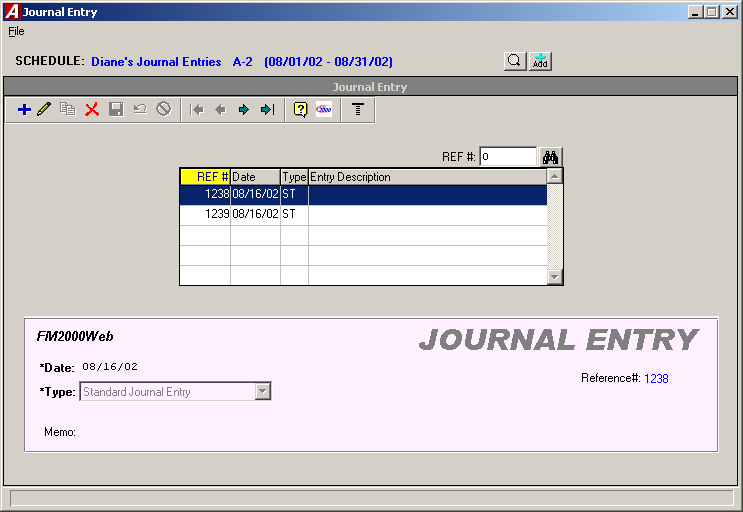 Journal Entry
File
SCHEDULE: Diane's Journal Entries A-2 (08/01/02 - 08/31/02)
Add
Journal Entry
2000
REF #: 0
REF # Date Type Entry Description
1238 08/16/02 ST
1239 08/16/02 ST
FM2000Web
JOURNAL ENTRY
*Date: 08/16/02
Reference#: 1238
*Type: Standard Journal Entry
Memo: